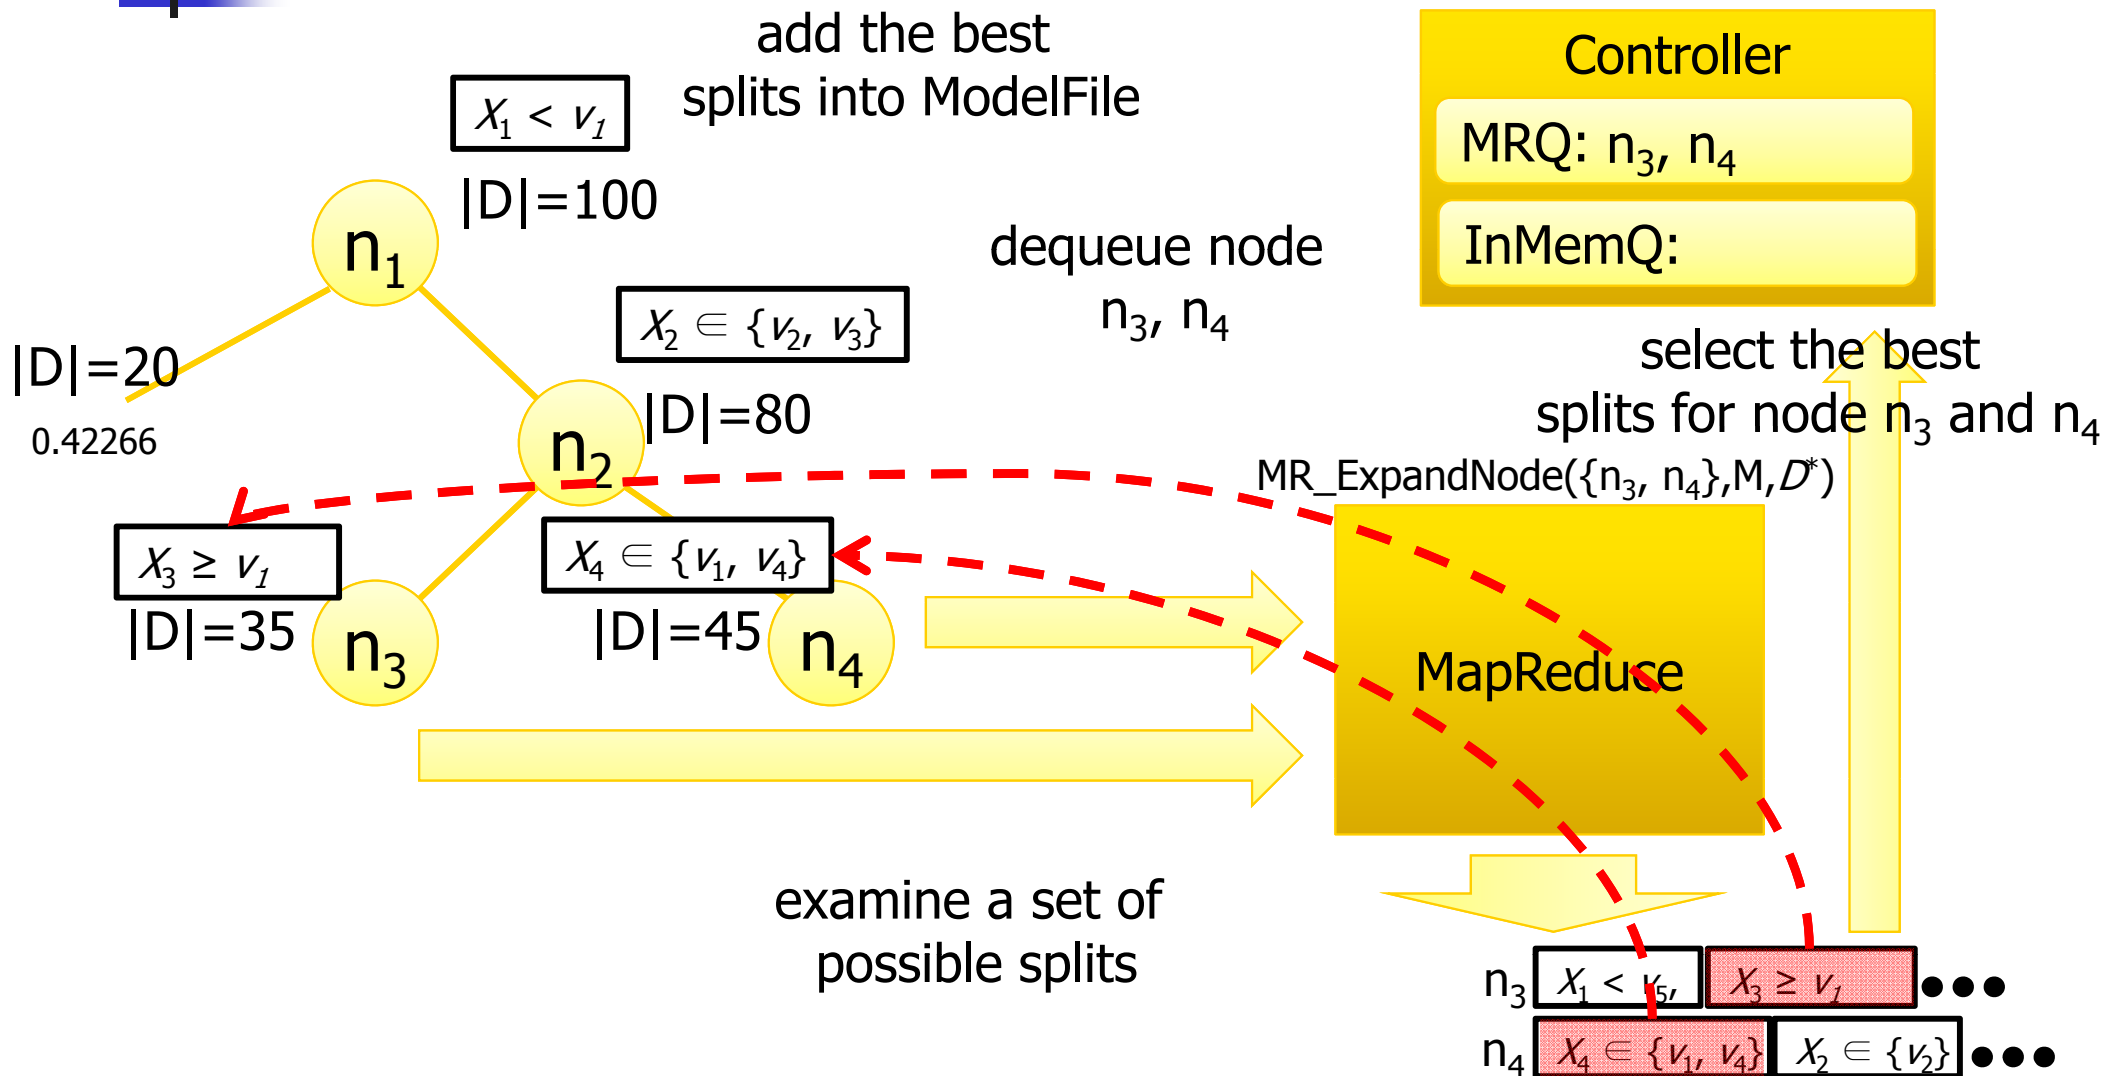 add the best
splits into ModelFile
Controller
MRQ: n₃, n₄
InMemQ:
X₁ < v₁
|D|=100
n₁
dequeue node
n₃, n₄
X₂ ∈ {v₂, v₃}
|D|=20
0.42266
|D|=80
n₂
select the best
splits for node n₃ and n₄
MR_ExpandNode({n₃, n₄},M,D*)
X₃ ≥ v₁
X₄ ∈ {v₁, v₄}
|D|=35
n₃
|D|=45
n₄
MapReduce
examine a set of
possible splits
n₃ X₁ < v₅, X₃ ≥ v₁ •••
n₄ X₄ ∈ {v₁, v₄} X₂ ∈ {v₂} •••